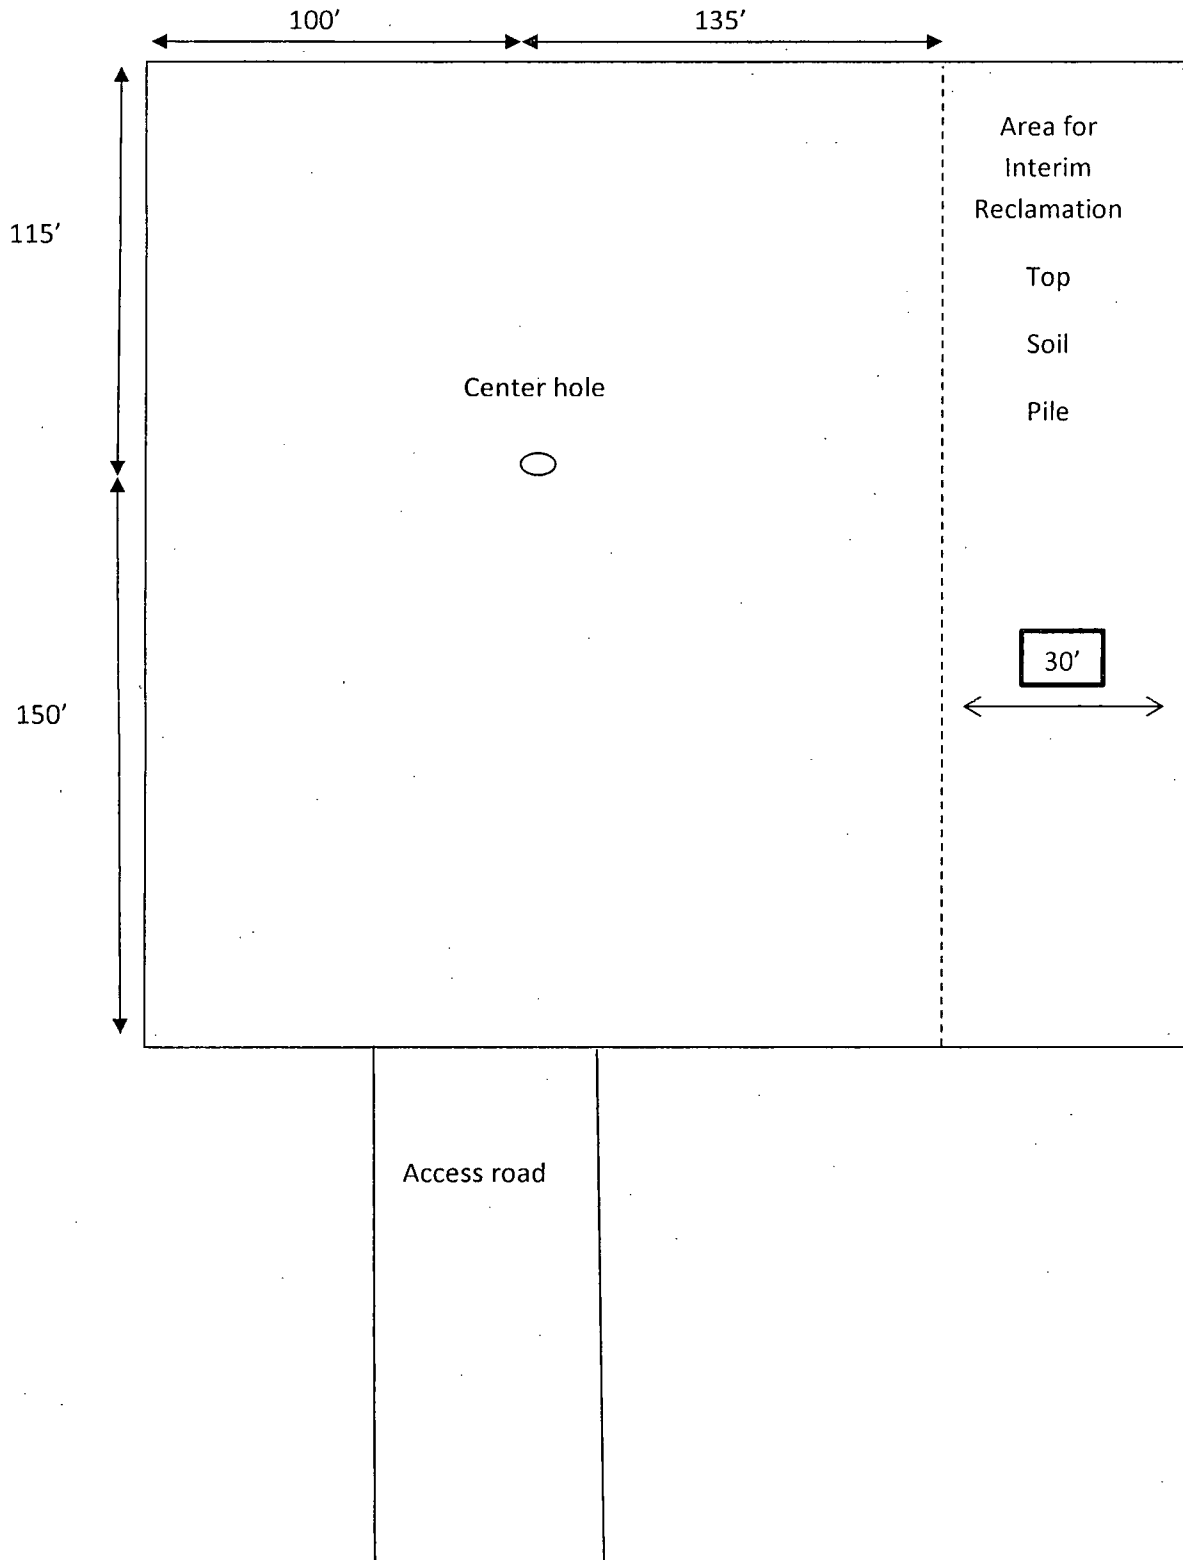 100’
135’
Area for
Interim
Reclamation
Top
Soil
Pile
115’
Center hole
30’
150’
Access road